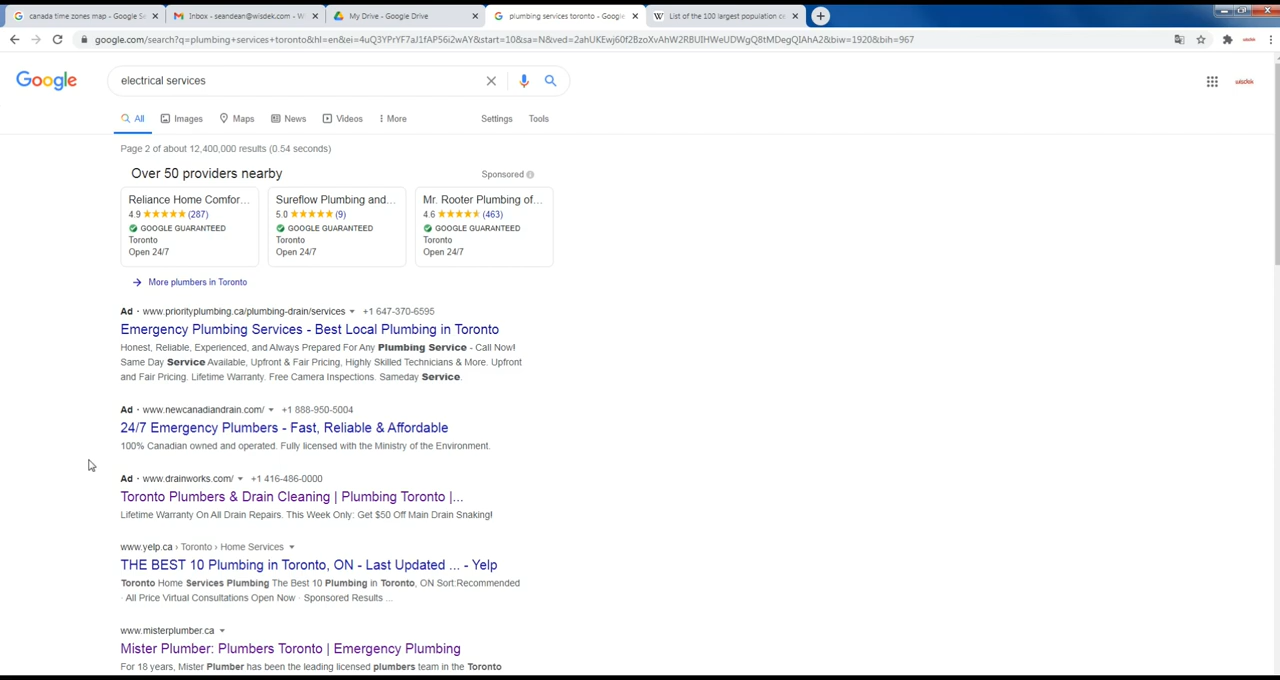 canada time zones map - Google Se
Inbox - seandean@wisdek.com - W
My Drive - Google Drive
plumbing services toronto - Google
List of the 100 largest population c
google.com/search?q=plumbing+services+toronto&hl=en&ei=4uQ3YPrYF7aJ1fAP56i2wAY&start=10&sa=N&ved=2ahUKEwj60f2BzoXvAhW2RBUIHWeUDWgQ8tMDegQIAhA2&biw=1920&bih=967
Google
electrical services
wisdek
All
Images
Maps
News
Videos
More
Settings
Tools
Page 2 of about 12,400,000 results (0.54 seconds)
Over 50 providers nearby
Sponsored
Reliance Home Comfor...
4.9 (287)
GOOGLE GUARANTEED
Toronto
Open 24/7
Sureflow Plumbing and...
5.0 (9)
GOOGLE GUARANTEED
Toronto
Open 24/7
Mr. Rooter Plumbing of...
4.6 (463)
GOOGLE GUARANTEED
Toronto
Open 24/7
More plumbers in Toronto
Ad · www.priorityplumbing.ca/plumbing-drain/services +1 647-370-6595
Emergency Plumbing Services - Best Local Plumbing in Toronto
Honest, Reliable, Experienced, and Always Prepared For Any Plumbing Service - Call Now!
Same Day Service Available, Upfront & Fair Pricing, Highly Skilled Technicians & More. Upfront
and Fair Pricing. Lifetime Warranty. Free Camera Inspections. Sameday Service.
Ad · www.newcanadiandrain.com/ +1 888-950-5004
24/7 Emergency Plumbers - Fast, Reliable & Affordable
100% Canadian owned and operated. Fully licensed with the Ministry of the Environment.
Ad · www.drainworks.com/ +1 416-486-0000
Toronto Plumbers & Drain Cleaning | Plumbing Toronto |...
Lifetime Warranty On All Drain Repairs. This Week Only: Get $50 Off Main Drain Snaking!
www.yelp.ca › Toronto › Home Services
THE BEST 10 Plumbing in Toronto, ON - Last Updated ... - Yelp
Toronto Home Services Plumbing The Best 10 Plumbing in Toronto, ON Sort:Recommended
· All Price Virtual Consultations Open Now · Sponsored Results ...
www.misterplumber.ca
Mister Plumber: Plumbers Toronto | Emergency Plumbing
For 18 years, Mister Plumber has been the leading licensed plumbers team in the Toronto